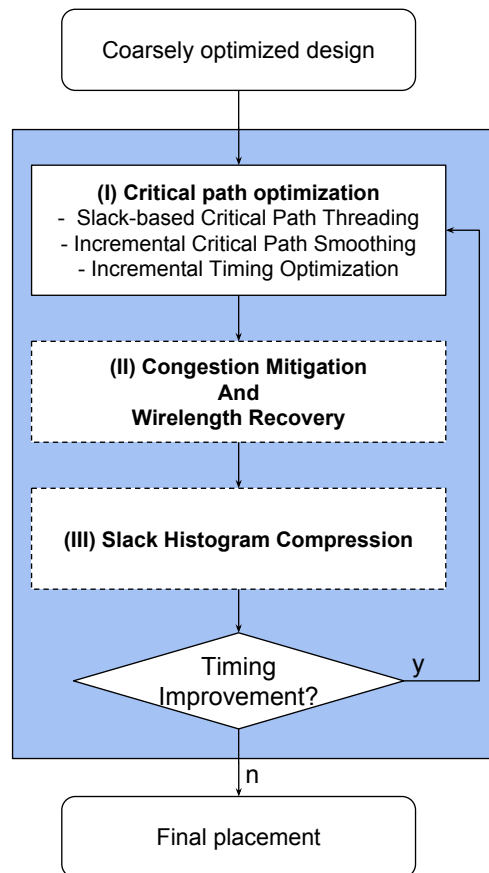 Coarsely optimized design
(I) Critical path optimization
- Slack-based Critical Path Threading
- Incremental Critical Path Smoothing
- Incremental Timing Optimization
(II) Congestion Mitigation
And
Wirelength Recovery
(III) Slack Histogram Compression
Timing
Improvement?
y
n
Final placement